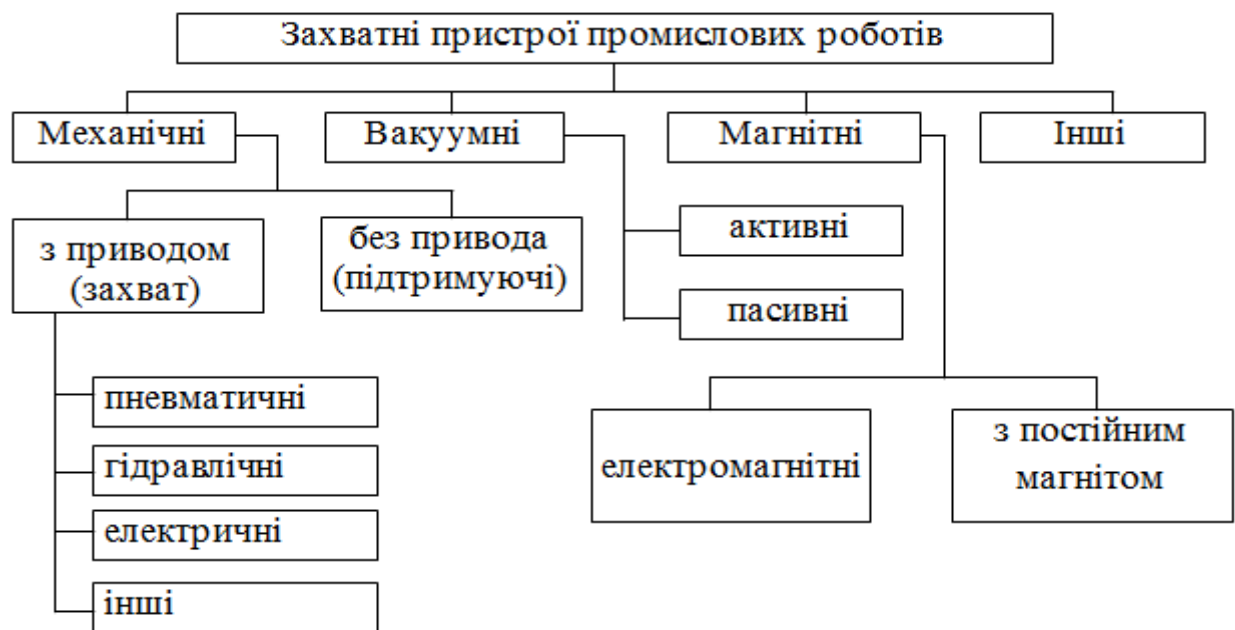 Захватні пристрої промислових роботів
Механічні
Вакуумні
Магнітні
Інші
з приводом
(захват)
без привода
(підтримуючі)
активні
пасивні
пневматичні
гідравлічні
електричні
інші
електромагнітні
з постійним
магнітом